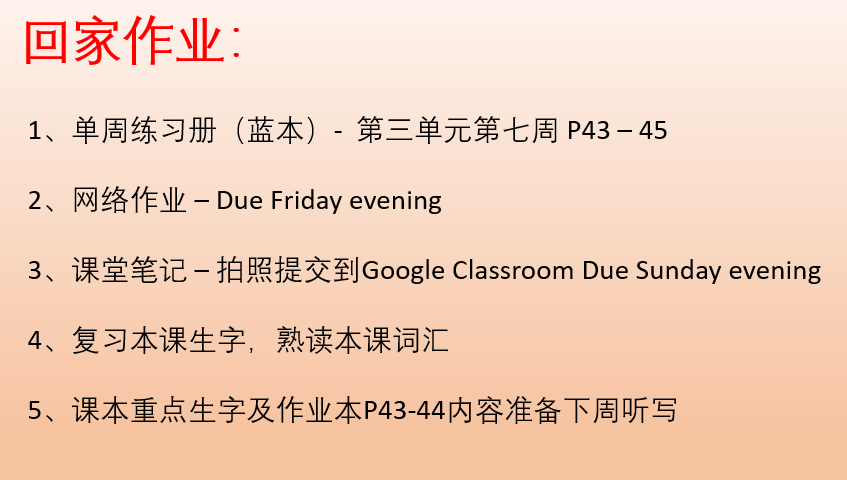 回家作业：
1、单周练习册（蓝本）- 第三单元第七周 P43 – 45
2、网络作业 – Due Friday evening
3、课堂笔记 – 拍照提交到Google Classroom Due Sunday evening
4、复习本课生字，熟读本课词汇
5、课本重点生字及作业本P43-44内容准备下周听写